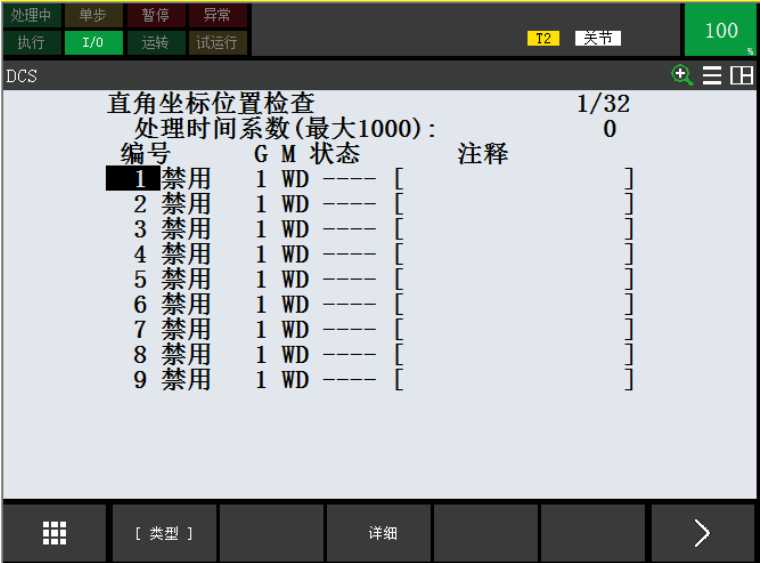 处理中 单步 暂停 异常
执行 I/O 运转 试运行 T2 关节 100 %
DCS
直角坐标位置检查 1/32
处理时间系数(最大1000): 0
编号 G M 状态 注释
1 禁用 1 WD ---- [ ]
2 禁用 1 WD ---- [ ]
3 禁用 1 WD ---- [ ]
4 禁用 1 WD ---- [ ]
5 禁用 1 WD ---- [ ]
6 禁用 1 WD ---- [ ]
7 禁用 1 WD ---- [ ]
8 禁用 1 WD ---- [ ]
9 禁用 1 WD ---- [ ]
[ 类型 ] 详细